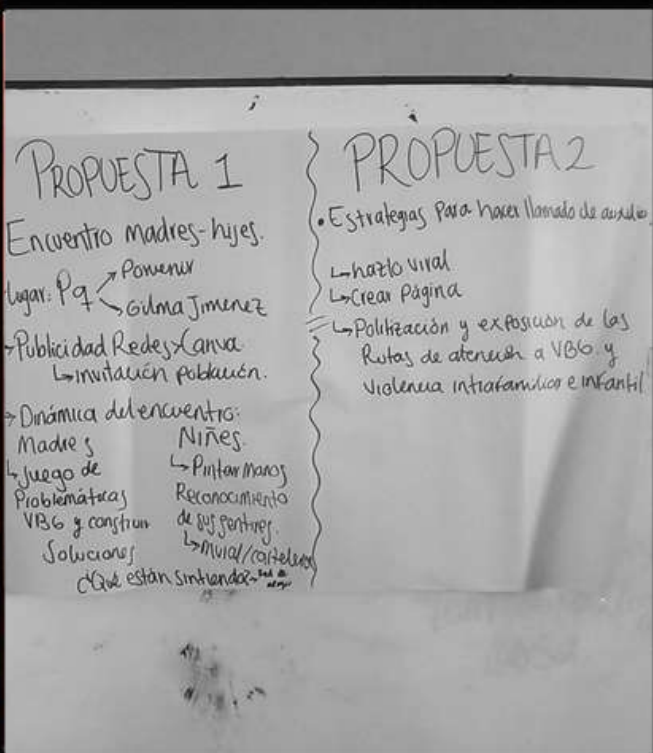 PROPUESTA 1
Encuentro madres-hijes.
Lugar: Pq → Porvenir
→ Gilma Jimenez
→ Publicidad Redes > Canva
↳ invitación población.
→ Dinámica del encuentro:
Madres
↳ Juego de
Problemáticas
VBG y construir
Soluciones
Niñes.
↳ Pintar Manos
Reconocimiento
de sus sentires.
↳ Mural/cartelera
¿Qué están sintiendo? →
PROPUESTA 2
• Estrategias para hacer llamado de auxilio
↳ hazlo viral
↳ Crear Página
↳ Politización y exposición de las
Rutas de atención a VBG. y
Violencia intrafamiliar e infantil